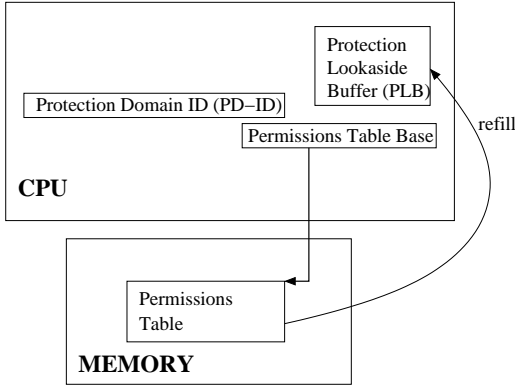 Protection
Lookaside
Buffer (PLB)
Protection Domain ID (PD−ID)
refill
Permissions Table Base
CPU
Permissions
Table
MEMORY